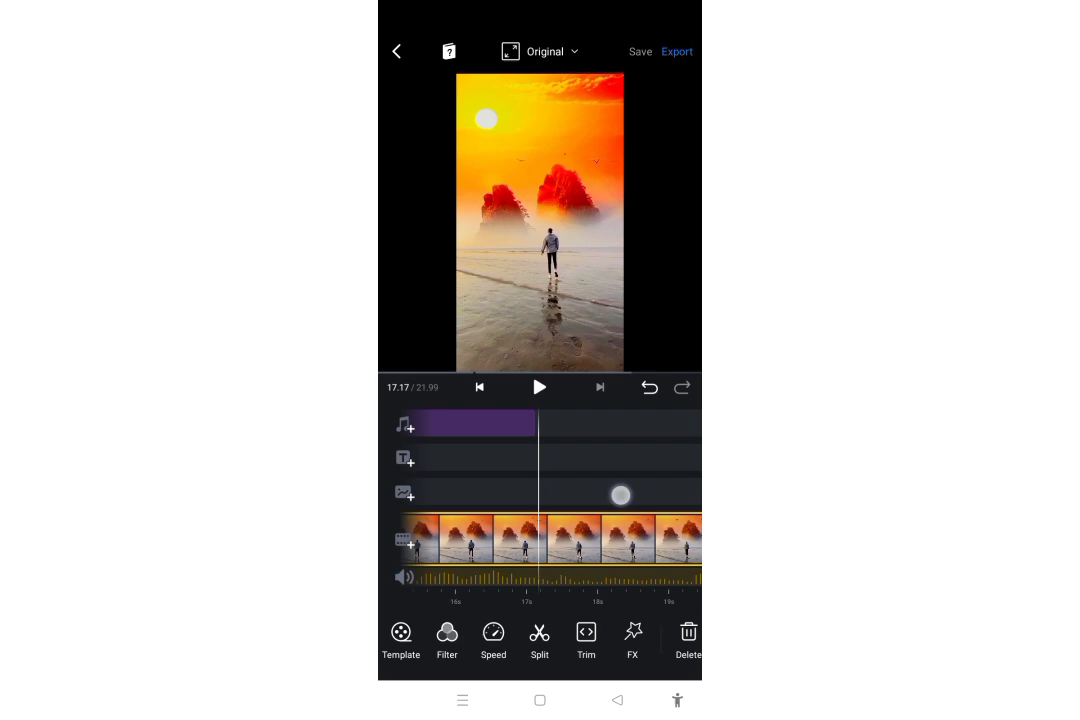 Original Save Export
17.17 / 21.99
16s 17s 18s 19s
Template Filter Speed Split Trim FX Delete